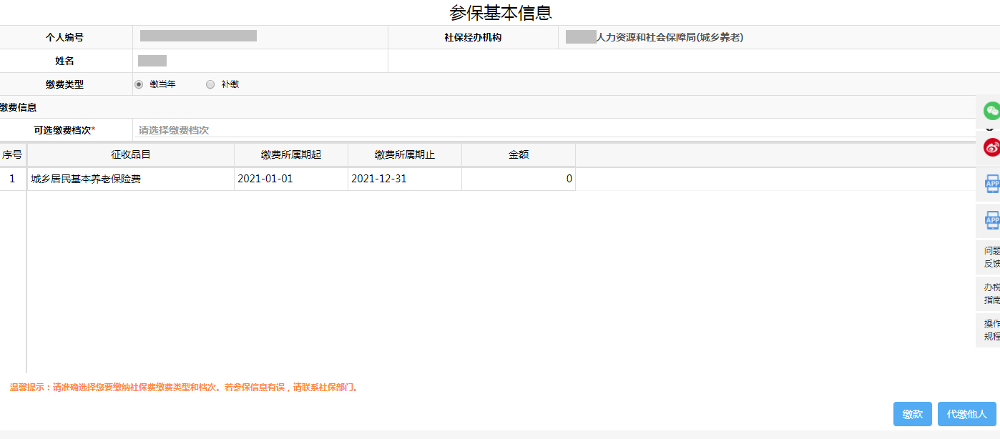 参保基本信息
个人编号 社保经办机构 人力资源和社会保障局(城乡养老)
姓名
缴费类型 缴当年 补缴
缴费信息
可选缴费档次* 请选择缴费档次
序号 征收品目 缴费所属期起 缴费所属期止 金额
1 城乡居民基本养老保险费 2021-01-01 2021-12-31 0
APP
APP
问题
反馈
办税
指南
操作
规程
温馨提示：请准确选择您要缴纳社保费缴费类型和档次。若参保信息有误，请联系社保部门。
缴款 代缴他人